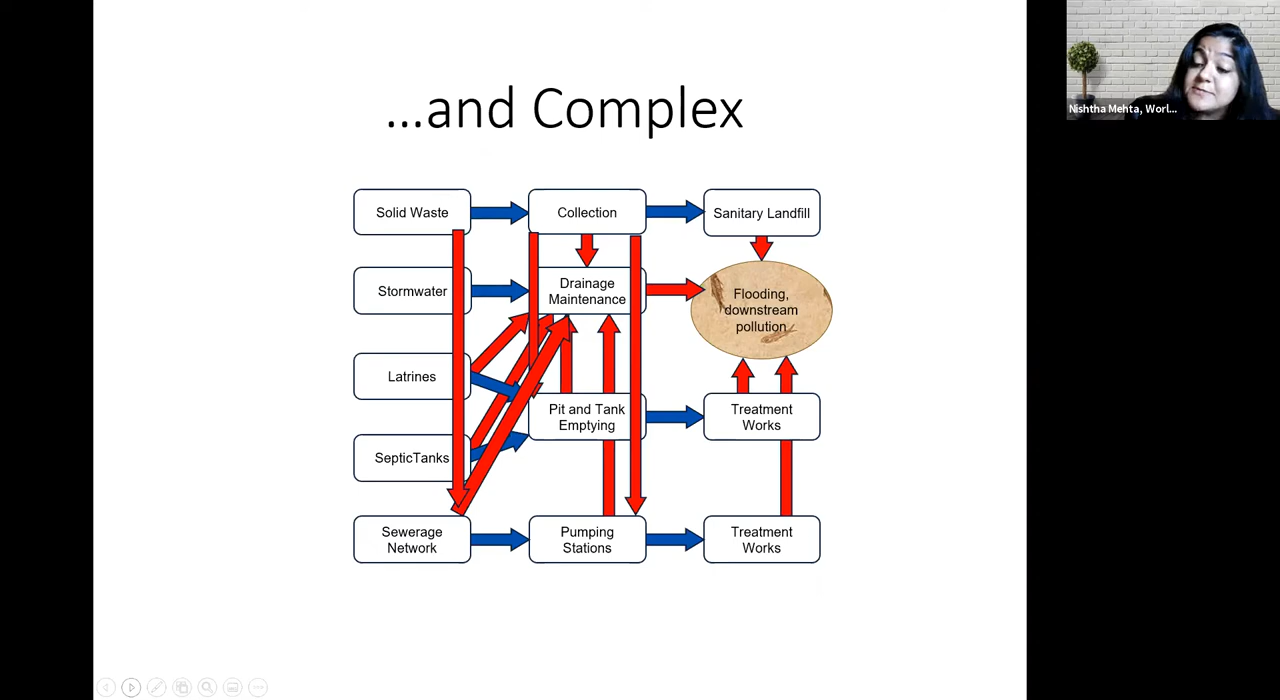 ...and Complex
Nishtha Mehta, Worl...
Solid Waste
Collection
Sanitary Landfill
Stormwater
Drainage
Maintenance
Flooding,
downstream
pollution
Latrines
Pit and Tank
Emptying
Treatment
Works
SepticTanks
Sewerage
Network
Pumping
Stations
Treatment
Works